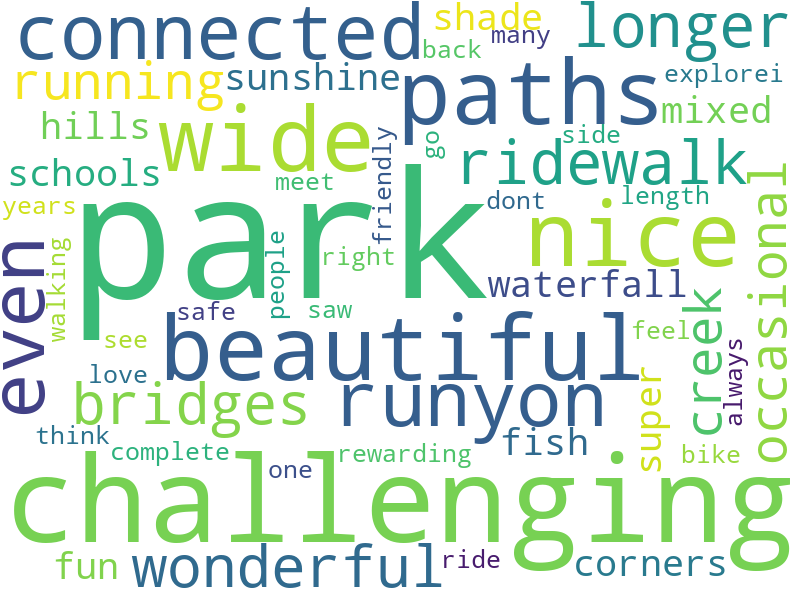 connected
shade
many
longer
back
running
sunshine
paths
explorei
mixed
hills
wide
friendly
go
side
ridewalk
schools
meet
dont
length
occasional
years
park
nice
even
walking
people
right
waterfall
safe
saw
creek
see
beautiful
feel
always
love
bridges
runyon
super
think
complete
fish
one
rewarding
bike
challenging
fun
wonderful
ride
corners